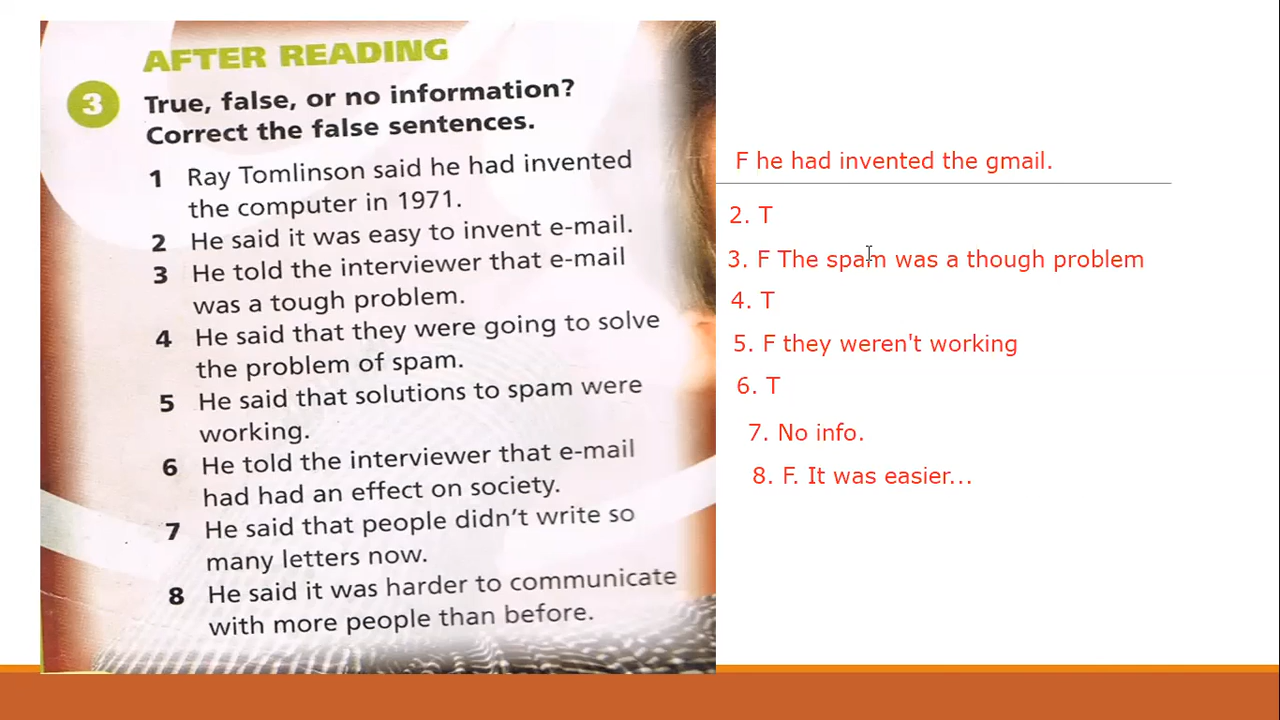 AFTER READING
3 True, false, or no information?
Correct the false sentences.
1 Ray Tomlinson said he had invented
the computer in 1971.
2 He said it was easy to invent e-mail.
3 He told the interviewer that e-mail
was a tough problem.
4 He said that they were going to solve
the problem of spam.
5 He said that solutions to spam were
working.
6 He told the interviewer that e-mail
had had an effect on society.
7 He said that people didn't write so
many letters now.
8 He said it was harder to communicate
with more people than before.
F he had invented the gmail.
2. T
3. F The spam was a though problem
4. T
5. F they weren't working
6. T
7. No info.
8. F. It was easier...